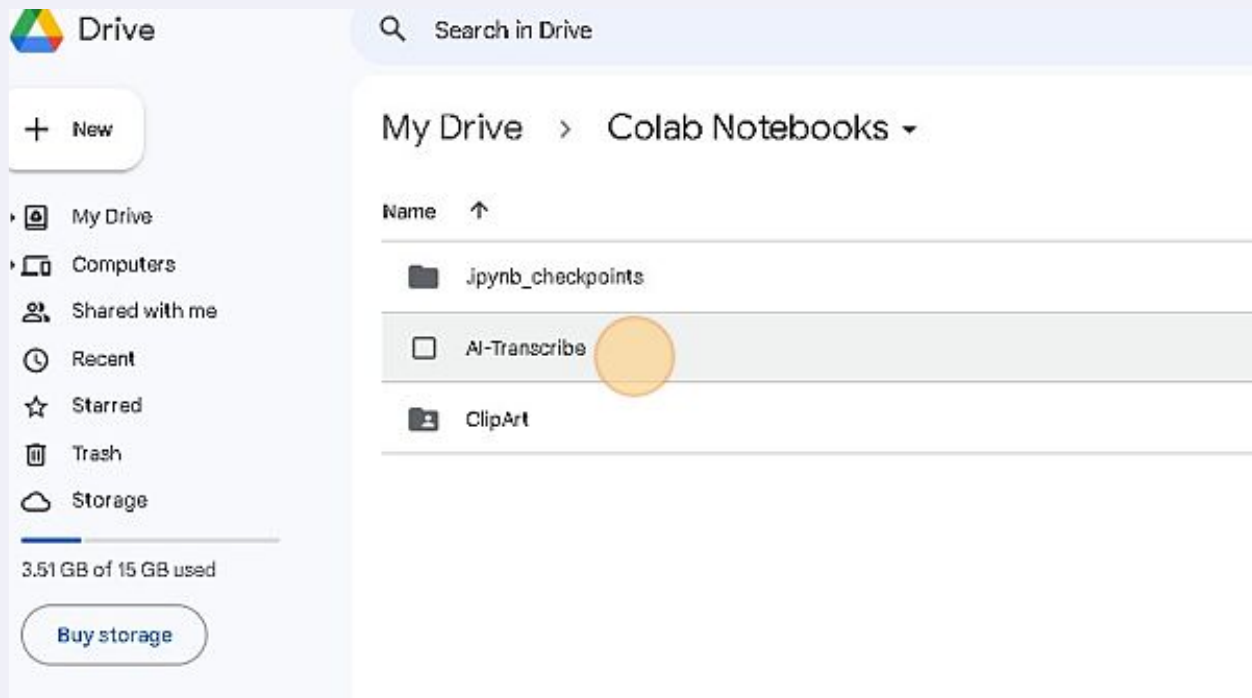 Drive
Search in Drive
New
My Drive > Colab Notebooks
Name
My Drive
.ipynb_checkpoints
Computers
Shared with me
AI-Transcribe
Recent
Starred
ClipArt
Trash
Storage
3.51 GB of 15 GB used
Buy storage